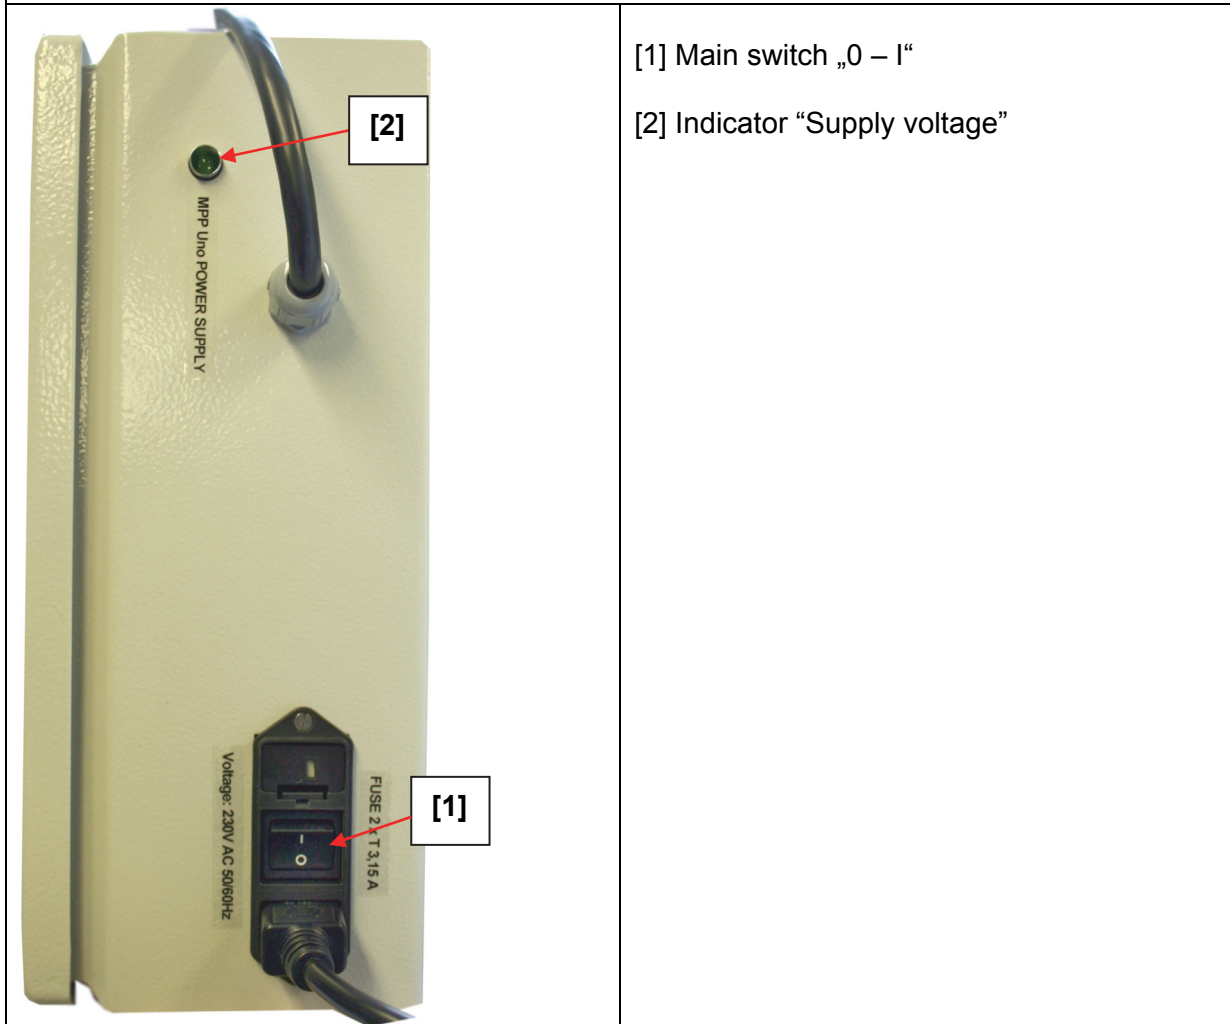 [1] Main switch „0 – I“
[2] Indicator “Supply voltage”
[2]
MPP Uno POWER SUPPLY
Voltage: 230V AC 50/60Hz
FUSE 2 x T 3,15 A
[1]
I
O